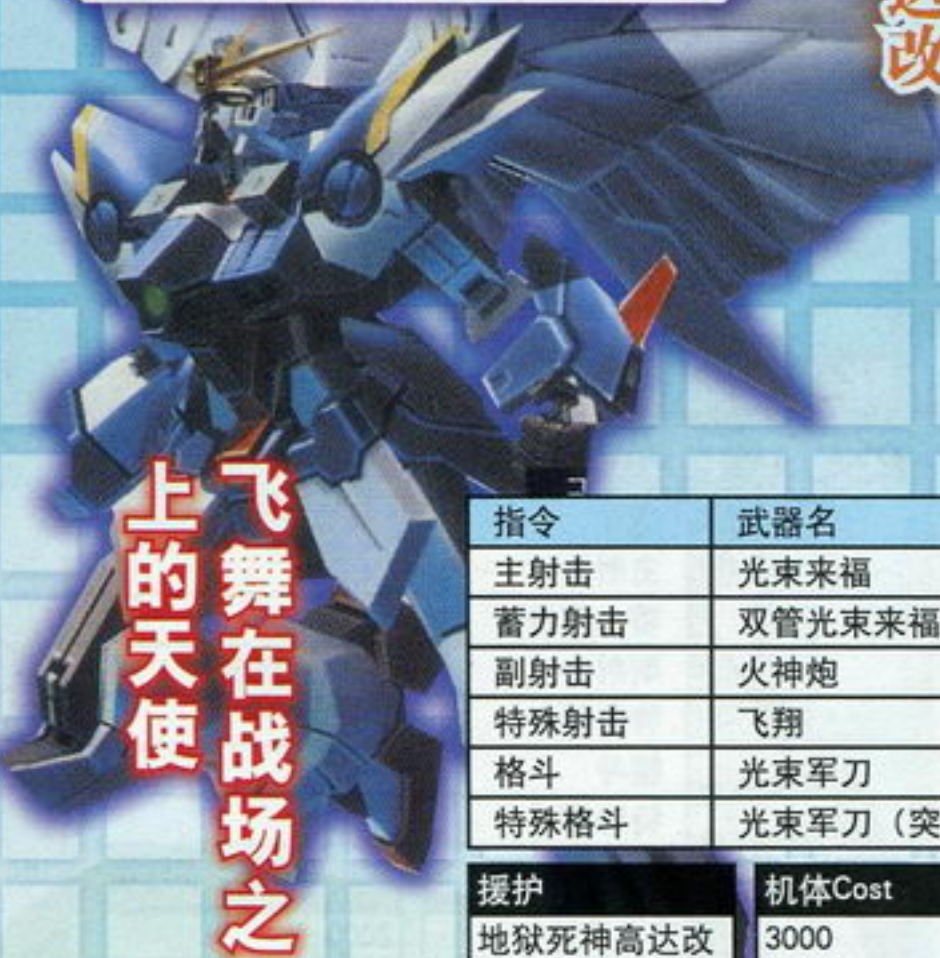 改
飞舞在战场之
上的天使
指令 武器名
主射击 光束来福
蓄力射击 双管光束来福
副射击 火神炮
特殊射击 飞翔
格斗 光束军刀
特殊格斗 光束军刀（突
援护 机体Cost
地狱死神高达改 3000